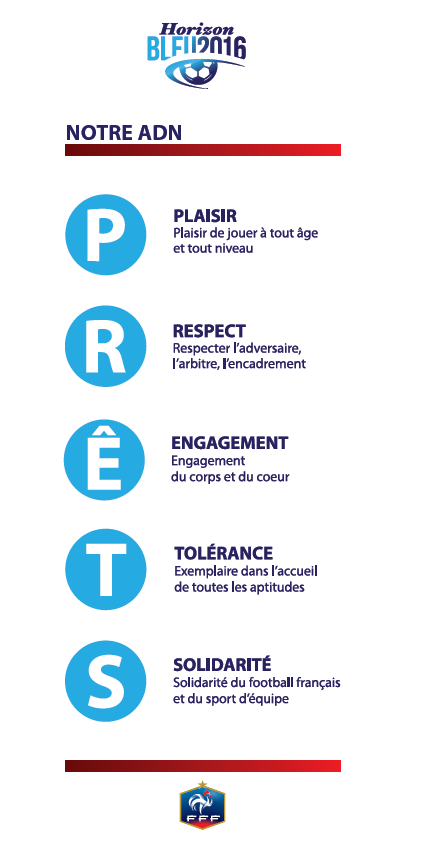 Horizon
BLEU2016
NOTRE ADN
P
PLAISIR
Plaisir de jouer à tout âge
et tout niveau
R
RESPECT
Respecter l'adversaire,
l'arbitre, l'encadrement
Ê
ENGAGEMENT
Engagement
du corps et du coeur
T
TOLÉRANCE
Exemplaire dans l'accueil
de toutes les aptitudes
S
SOLIDARITÉ
Solidarité du football français
et du sport d'équipe
FFF